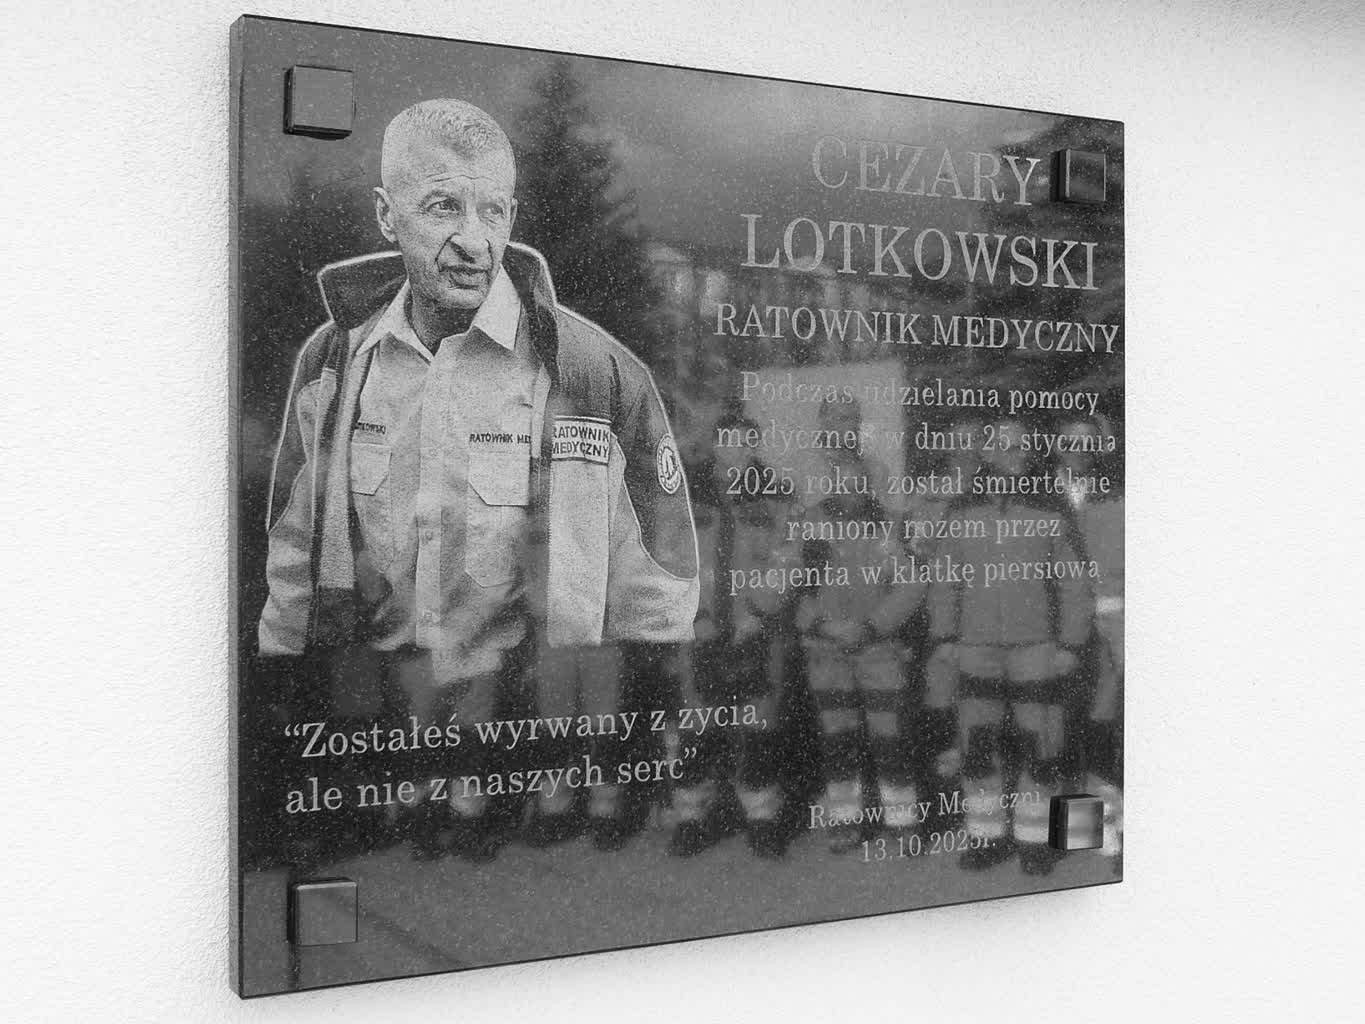 CEZARY
LOTKOWSKI
RATOWNIK MEDYCZNY
Podczas udzielania pomocy
medycznej w dniu 25 stycznia
2025 roku, został śmiertelnie
raniony nożem przez
pacjenta w klatkę piersiową
RATOWNIK
RATOWNIK
MEDYCZNY
“Zostałeś wyrwany z życia,
ale nie z naszych serc”
Ratownicy Medyczni
13.10.2025r.